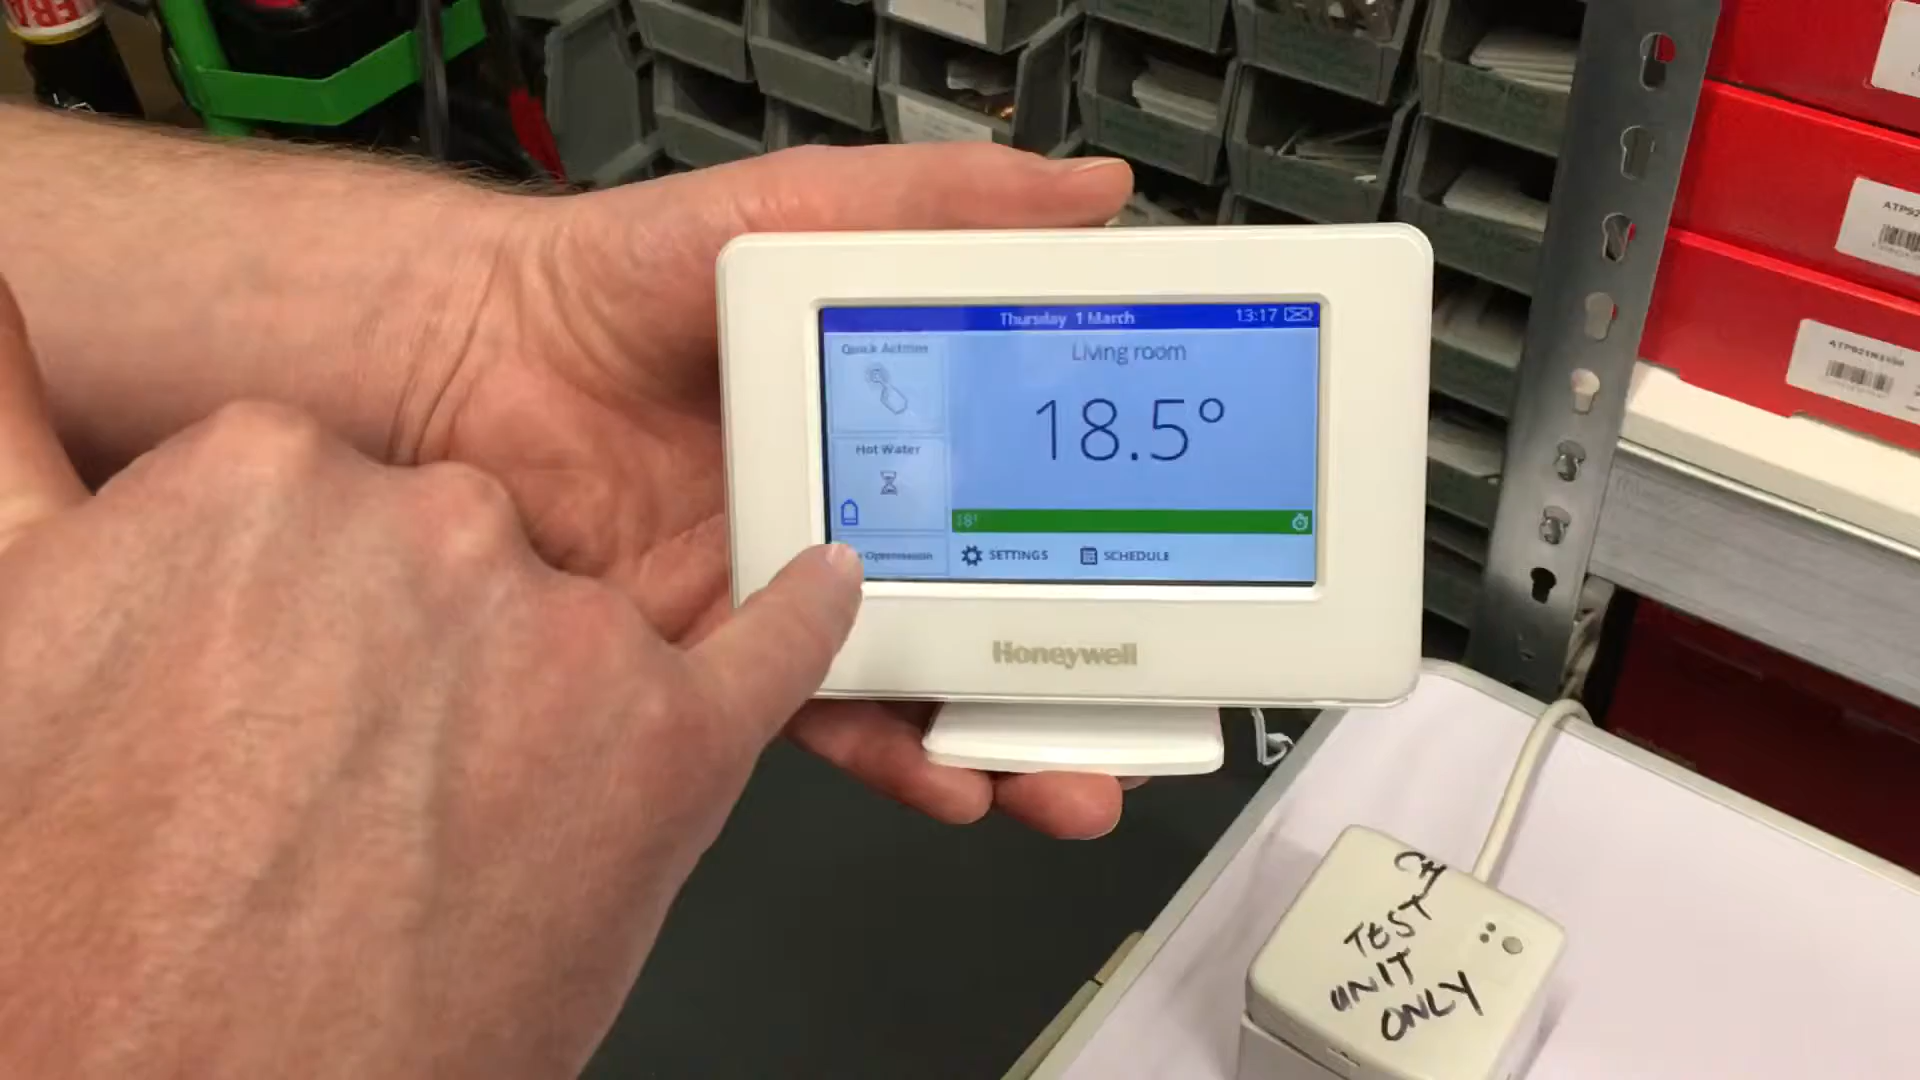 Thursday 1 March
13:17
Quick Actions
Living room
18.5°
Hot Water
18°
SETTINGS
SCHEDULE
Honeywell
CH
TEST
UNIT
ONLY